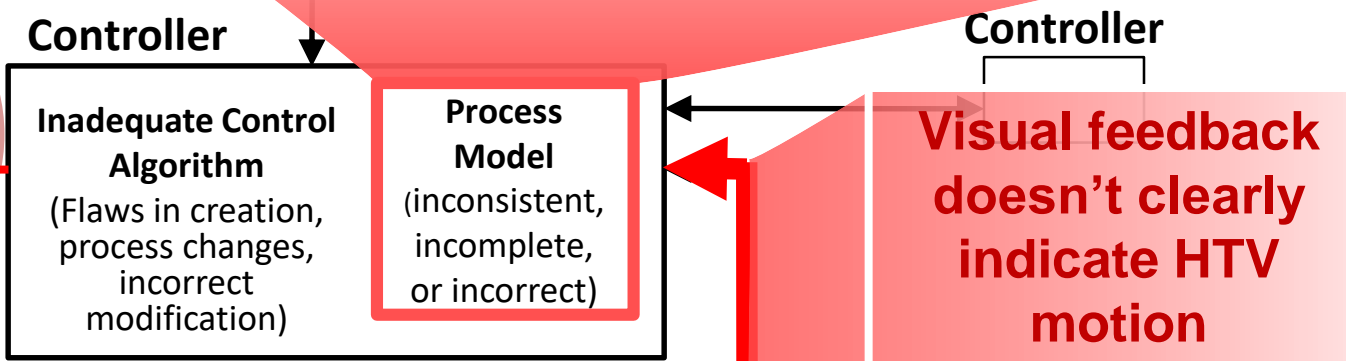 Controller
Inadequate Control
Algorithm
(Flaws in creation,
process changes,
incorrect
modification)
Process
Model
(inconsistent,
incomplete,
or incorrect)
Controller
Visual feedback
doesn’t clearly
indicate HTV
motion